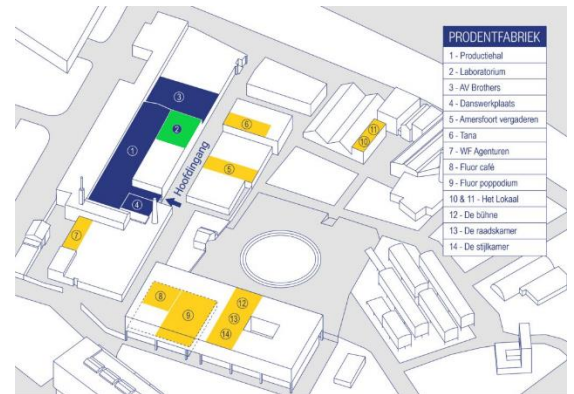 PRODENTFABRIEK
1 - Productiehal
2 - Laboratorium
3 - AV Brothers
4 - Danswerkplaats
5 - Amersfoort vergaderen
6 - Tana
7 - WF Agenturen
8 - Fluor café
9 - Fluor poppodium
10 & 11 - Het Lokaal
12 - De bühne
13 - De raadskamer
14 - De stijlkamer
3
2
1
6
11
10
5
4
Hoofdingang
7
8
9
12
13
14